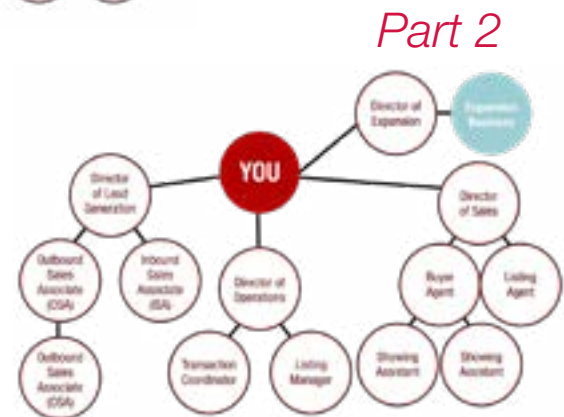 Part 2
Director of
Expansion
Expansion
Business
YOU
Director
of Lead
Generation
Director
of Sales
Outbound
Sales
Associate
(OSA)
Inbound
Sales
Associate
(ISA)
Director of
Operations
Buyer
Agent
Listing
Agent
Outbound
Sales
Associate
(OSA)
Transaction
Coordinator
Listing
Manager
Showing
Assistant
Showing
Assistant